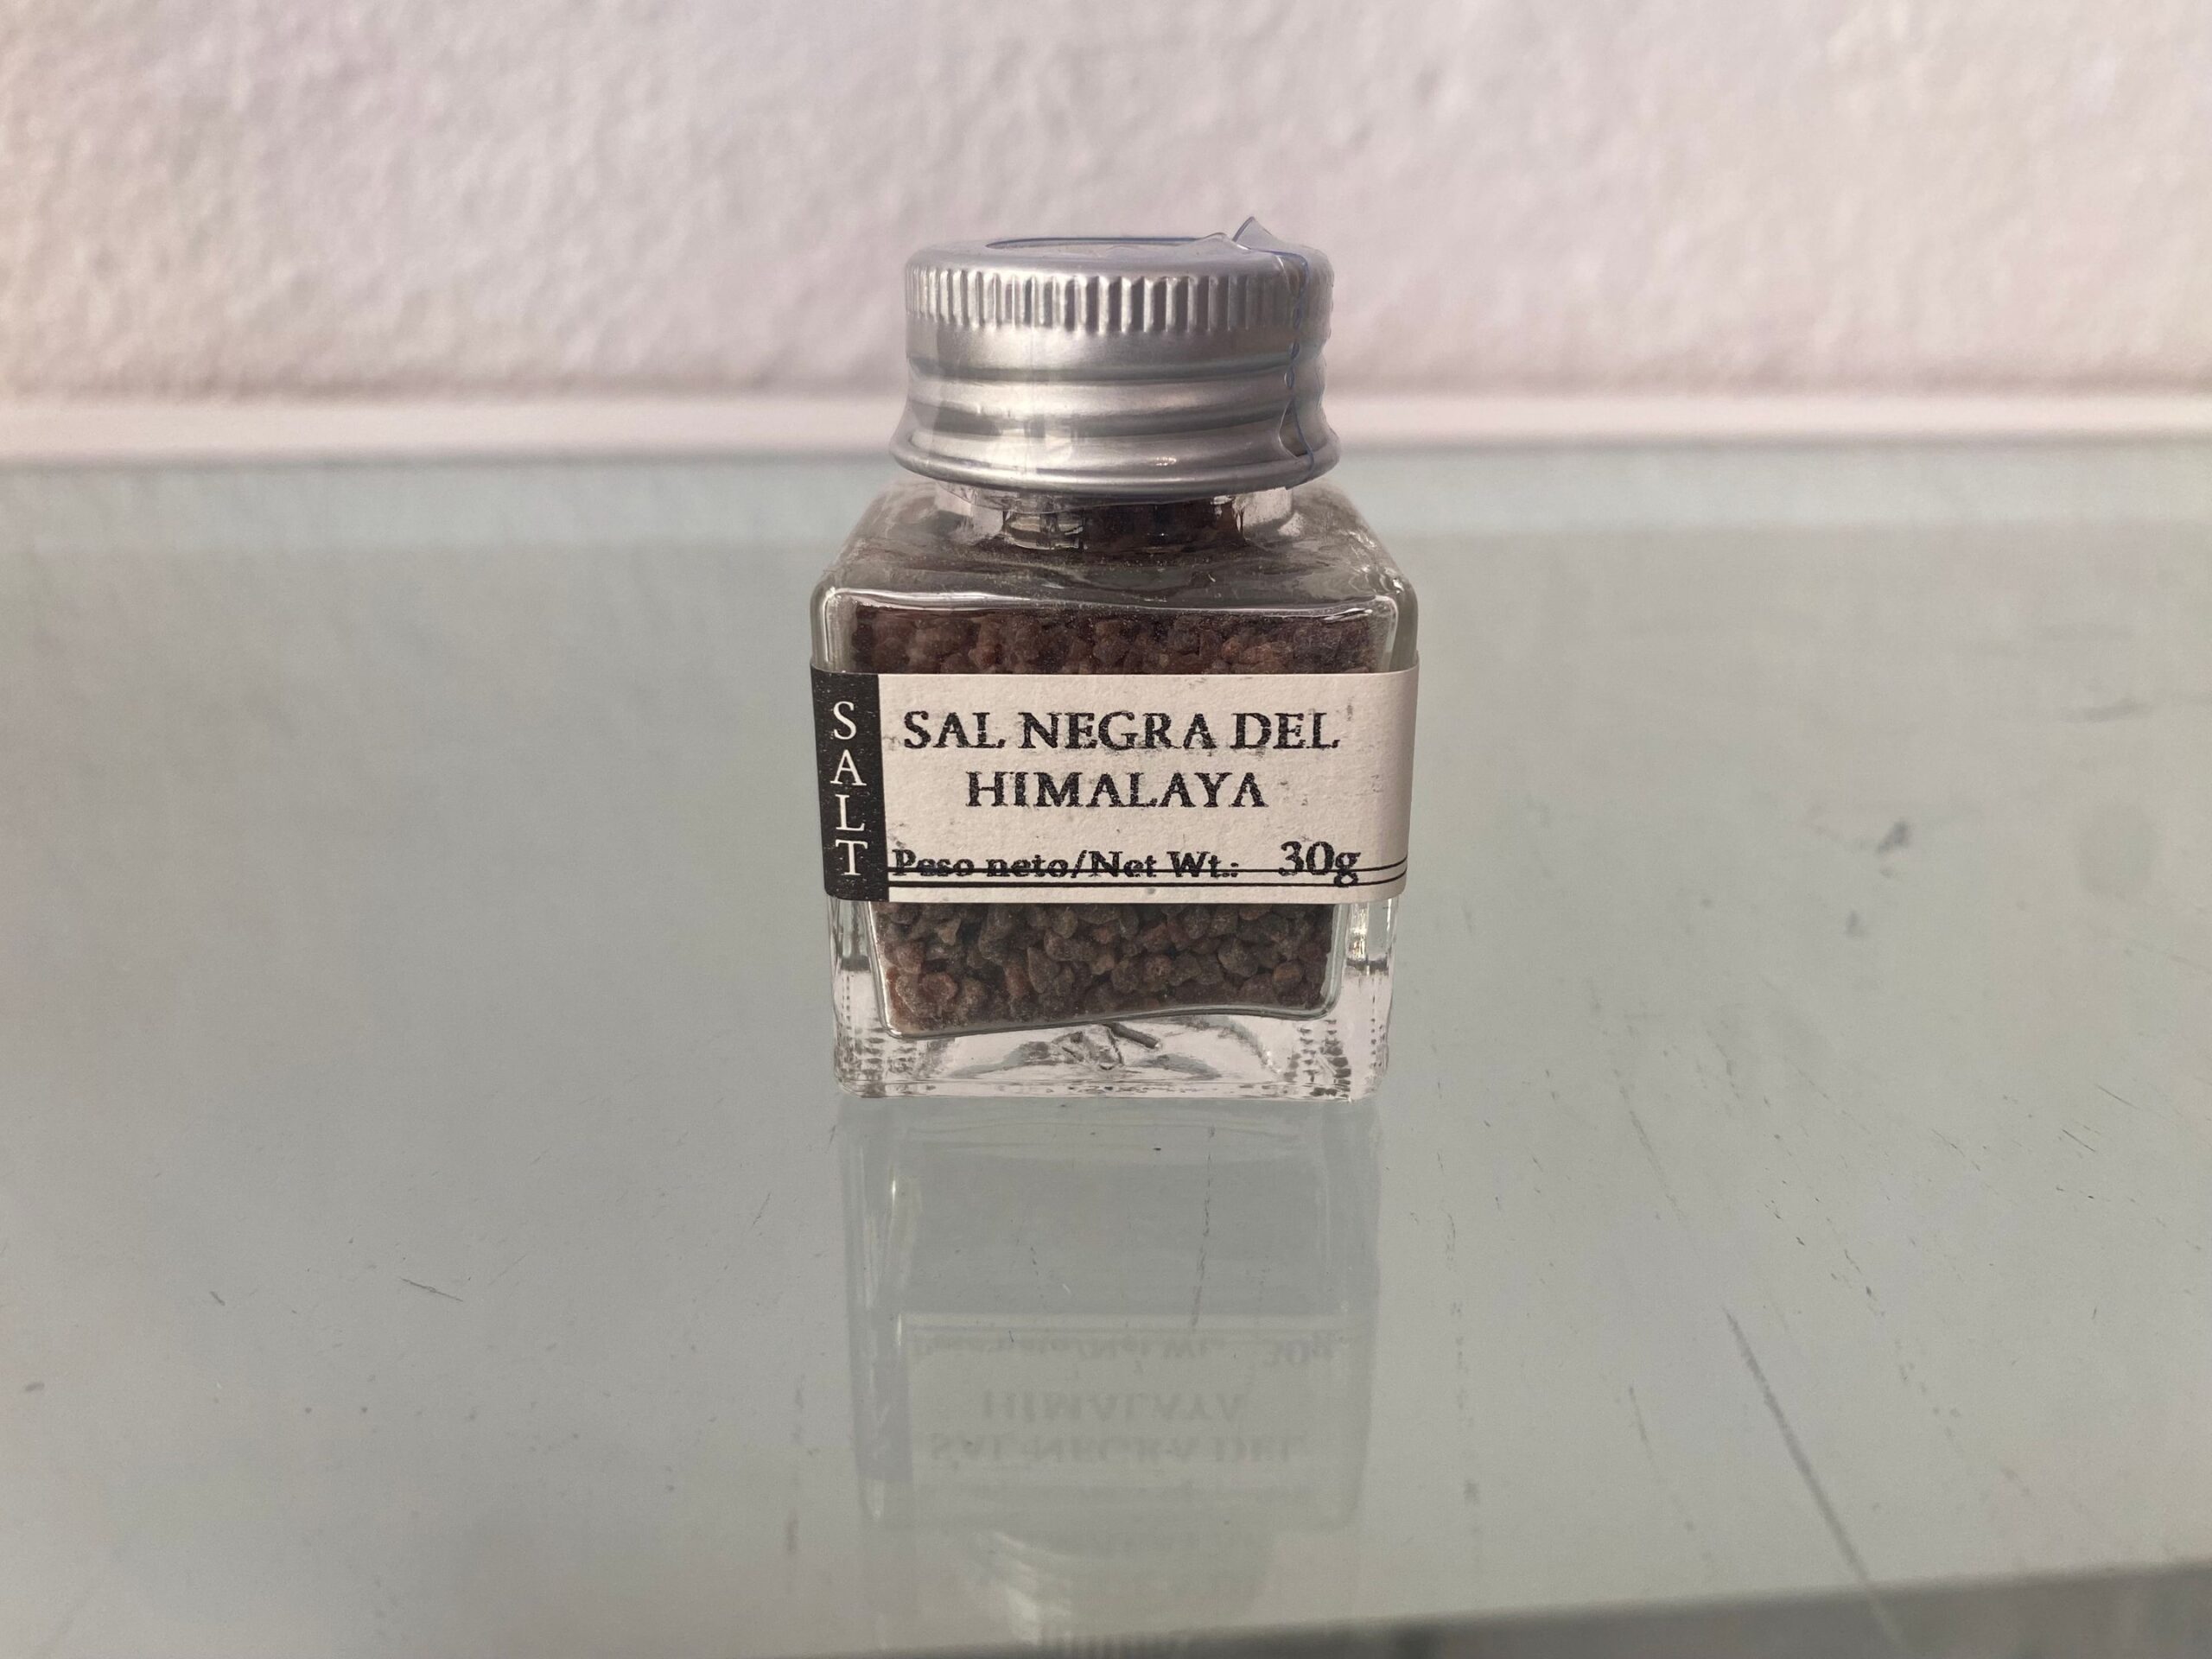 SALT
SAL NEGRA DEL
HIMALAYA
Peso neto/Net Wt.: 30g